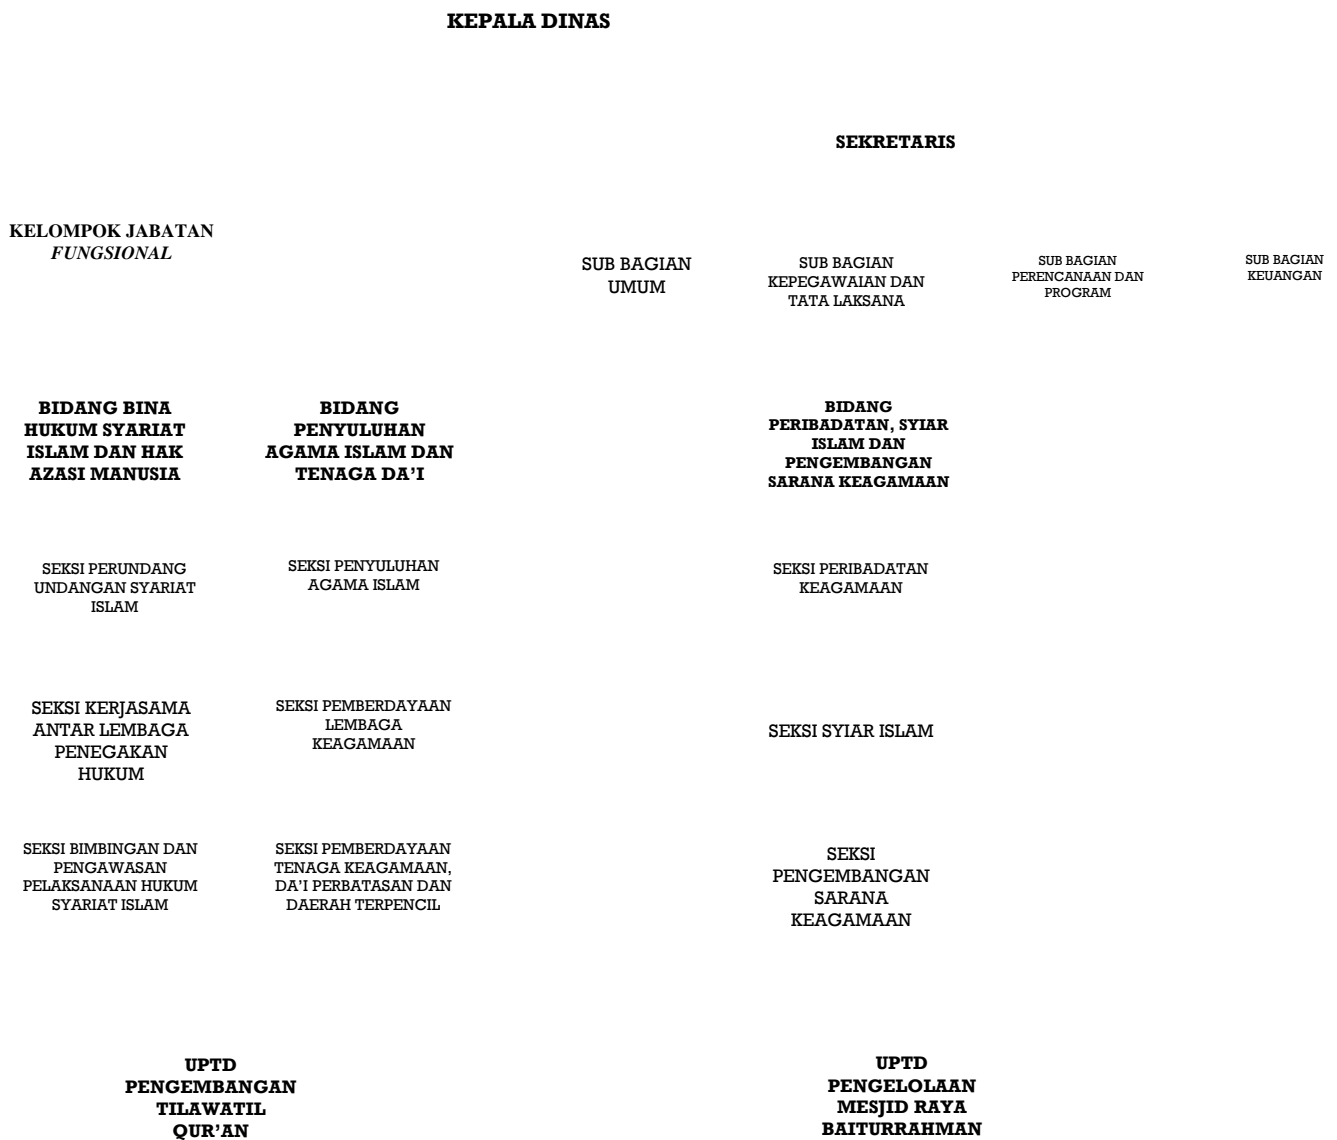 KEPALA DINAS
SEKRETARIS
KELOMPOK JABATAN
FUNGSIONAL
SUB BAGIAN
UMUM
SUB BAGIAN
KEPEGAWAIAN DAN
TATA LAKSANA
SUB BAGIAN
PERENCANAAN DAN
PROGRAM
SUB BAGIAN
KEUANGAN
BIDANG BINA
HUKUM SYARIAT
ISLAM DAN HAK
AZASI MANUSIA
BIDANG
PENYULUHAN
AGAMA ISLAM DAN
TENAGA DA’I
BIDANG
PERIBADATAN, SYIAR
ISLAM DAN
PENGEMBANGAN
SARANA KEAGAMAAN
SEKSI PERUNDANG
UNDANGAN SYARIAT
ISLAM
SEKSI PENYULUHAN
AGAMA ISLAM
SEKSI PERIBADATAN
KEAGAMAAN
SEKSI KERJASAMA
ANTAR LEMBAGA
PENEGAKAN
HUKUM
SEKSI PEMBERDAYAAN
LEMBAGA
KEAGAMAAN
SEKSI SYIAR ISLAM
SEKSI BIMBINGAN DAN
PENGAWASAN
PELAKSANAAN HUKUM
SYARIAT ISLAM
SEKSI PEMBERDAYAAN
TENAGA KEAGAMAAN,
DA’I PERBATASAN DAN
DAERAH TERPENCIL
SEKSI
PENGEMBANGAN
SARANA
KEAGAMAAN
UPTD
PENGEMBANGAN
TILAWATIL
QUR’AN
UPTD
PENGELOLAAN
MESJID RAYA
BAITURRAHMAN